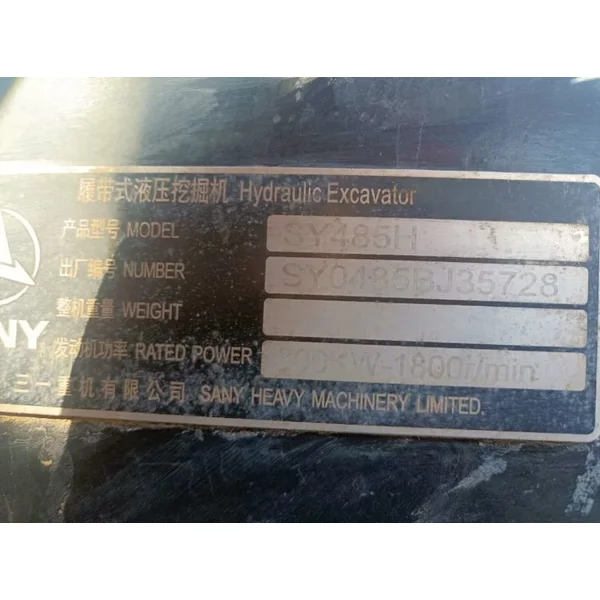 履带式液压挖掘机 Hydraulic Excavator
产品型号 MODEL SY485H
出厂编号 NUMBER SY0485BJ35728
整机重量 WEIGHT
发动机功率 RATED POWER KW-1800r/min
NY
三一重机有限公司 SANY HEAVY MACHINERY LIMITED.